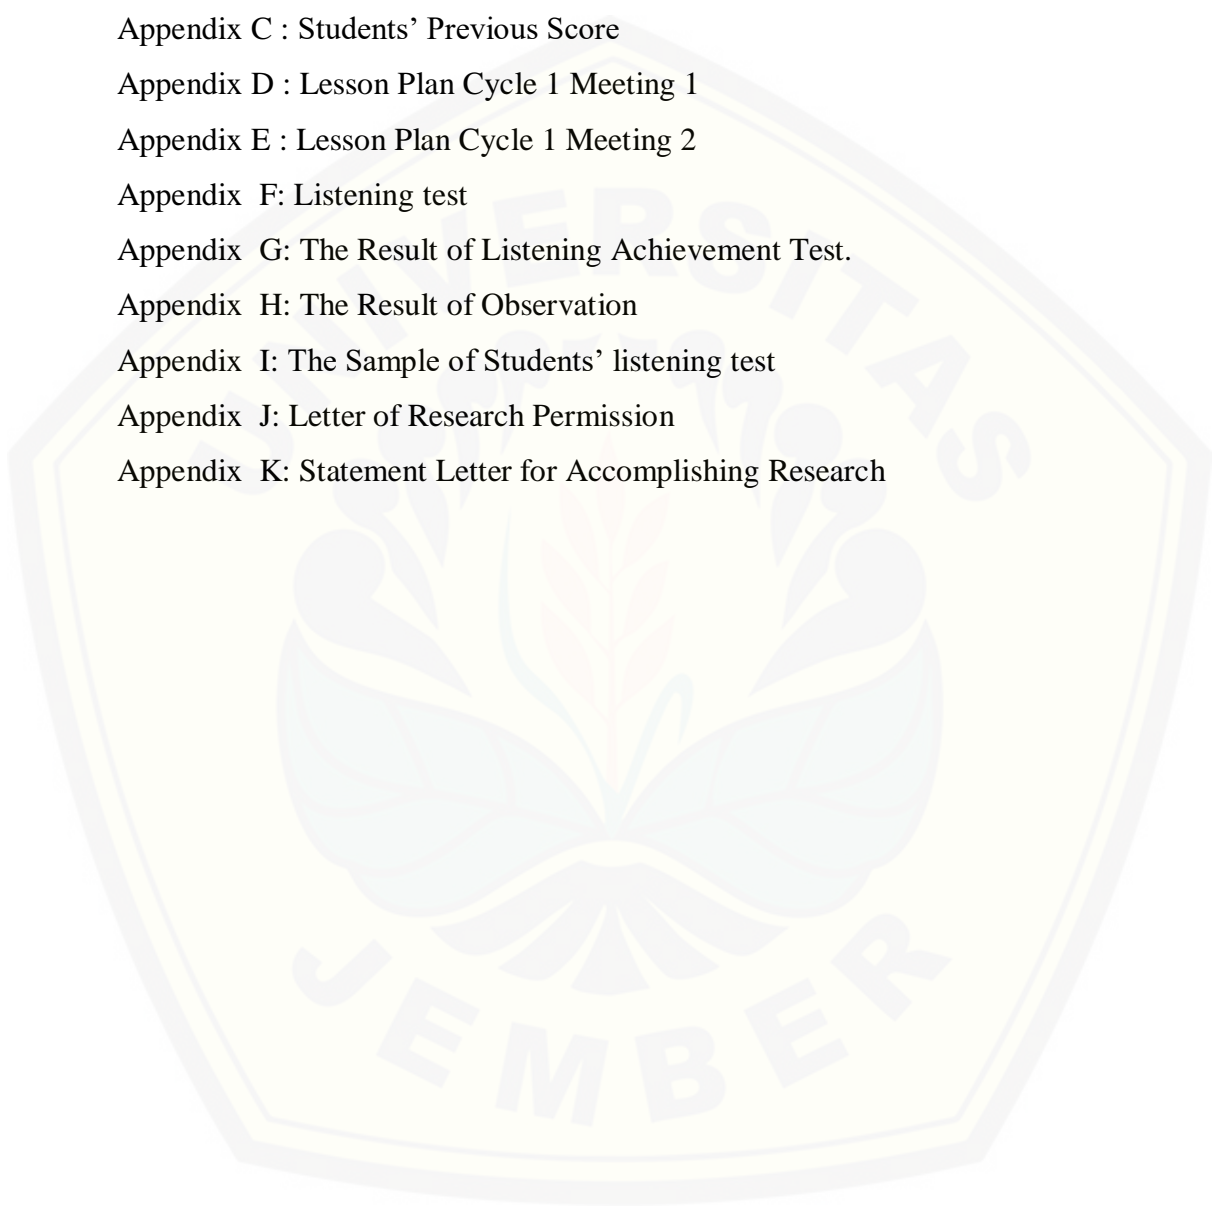 Appendix C : Students’ Previous Score
Appendix D : Lesson Plan Cycle 1 Meeting 1
Appendix E : Lesson Plan Cycle 1 Meeting 2
Appendix  F: Listening test
Appendix  G: The Result of Listening Achievement Test.
Appendix  H: The Result of Observation
Appendix  I: The Sample of Students’ listening test
Appendix  J: Letter of Research Permission
Appendix  K: Statement Letter for Accomplishing Research
UNIVERSITAS
JEMBER